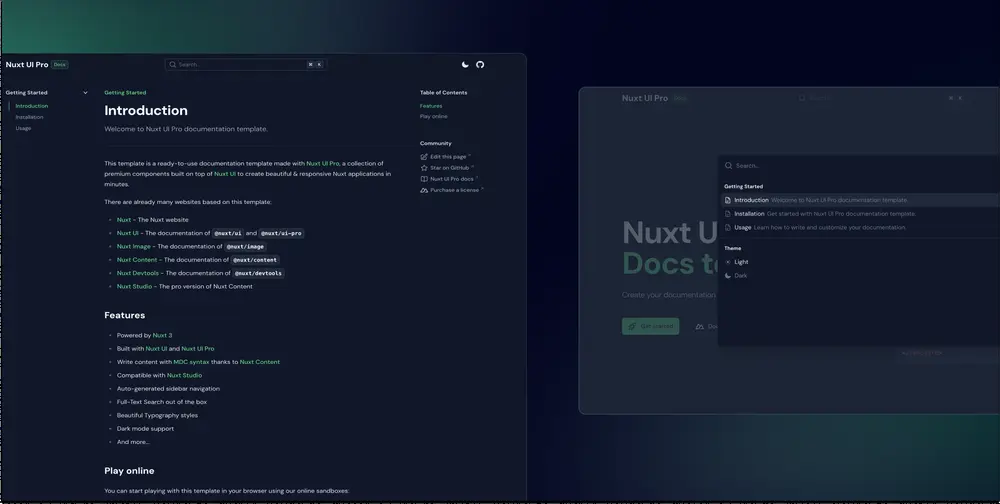 Nuxt UI Pro Docs
Search...
⌘ K
Getting Started
Introduction
Installation
Usage
Getting Started
Introduction
Welcome to Nuxt UI Pro documentation template.
This template is a ready-to-use documentation template made with Nuxt UI Pro, a collection of
premium components built on top of Nuxt UI to create beautiful & responsive Nuxt applications in
minutes.
There are already many websites based on this template:
Nuxt - The Nuxt website
Nuxt UI - The documentation of @nuxt/ui and @nuxt/ui-pro
Nuxt Image - The documentation of @nuxt/image
Nuxt Content - The documentation of @nuxt/content
Nuxt Devtools - The documentation of @nuxt/devtools
Nuxt Studio - The pro version of Nuxt Content
Features
Powered by Nuxt 3
Built with Nuxt UI and Nuxt UI Pro
Write content with MDC syntax thanks to Nuxt Content
Compatible with Nuxt Studio
Auto-generated sidebar navigation
Full-Text Search out of the box
Beautiful Typography styles
Dark mode support
And more...
Play online
You can start playing with this template in your browser using our online sandboxes:
Table of Contents
Features
Play online
Community
Edit this page
Star on GitHub
Nuxt UI Pro docs
Purchase a license
Nuxt UI Pro
Search...
Getting Started
Introduction Welcome to Nuxt UI Pro documentation template.
Installation Get started with Nuxt UI Pro documentation template.
Usage Learn how to write and customize your documentation.
Theme
Light
Dark
Nuxt U
Docs t
Create your documentation
Get started